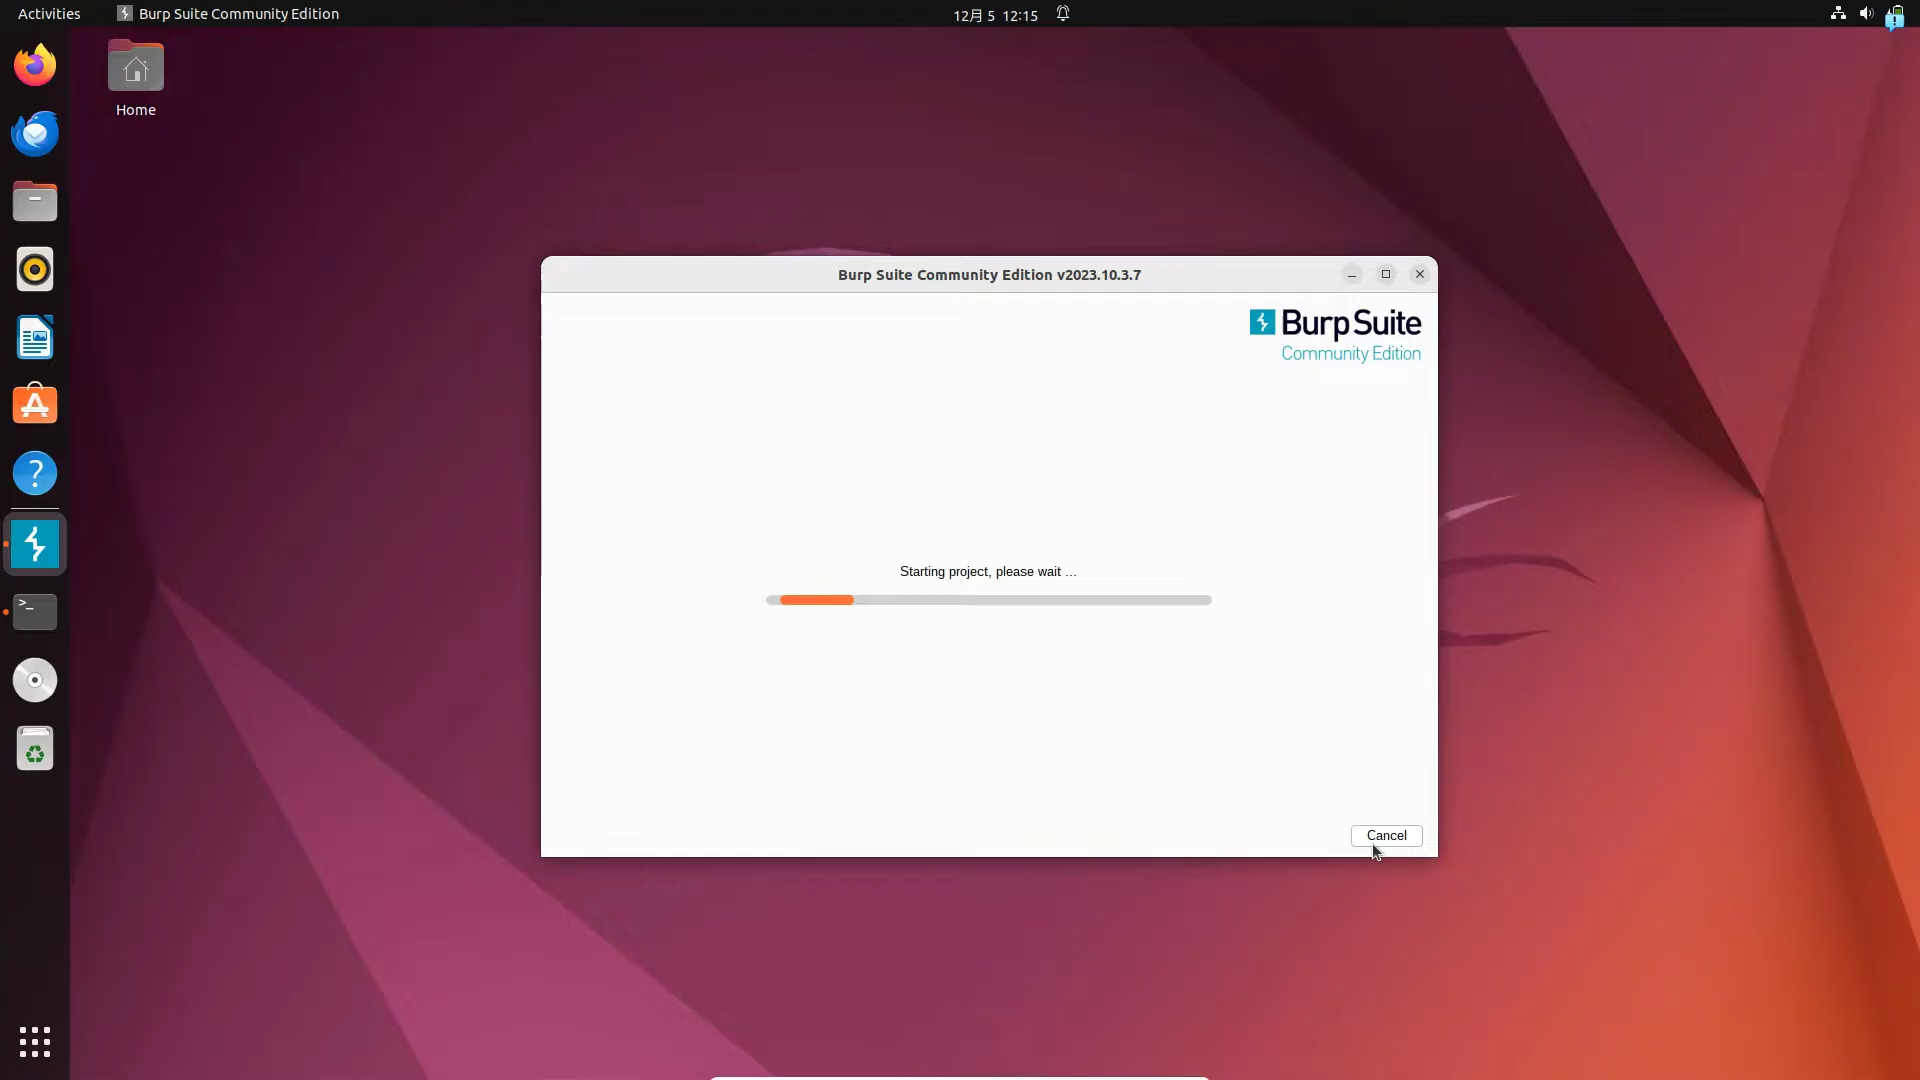 Activities
Burp Suite Community Edition
12月 5 12:15
Home
Burp Suite Community Edition v2023.10.3.7
Burp Suite
Community Edition
Starting project, please wait ...
Cancel